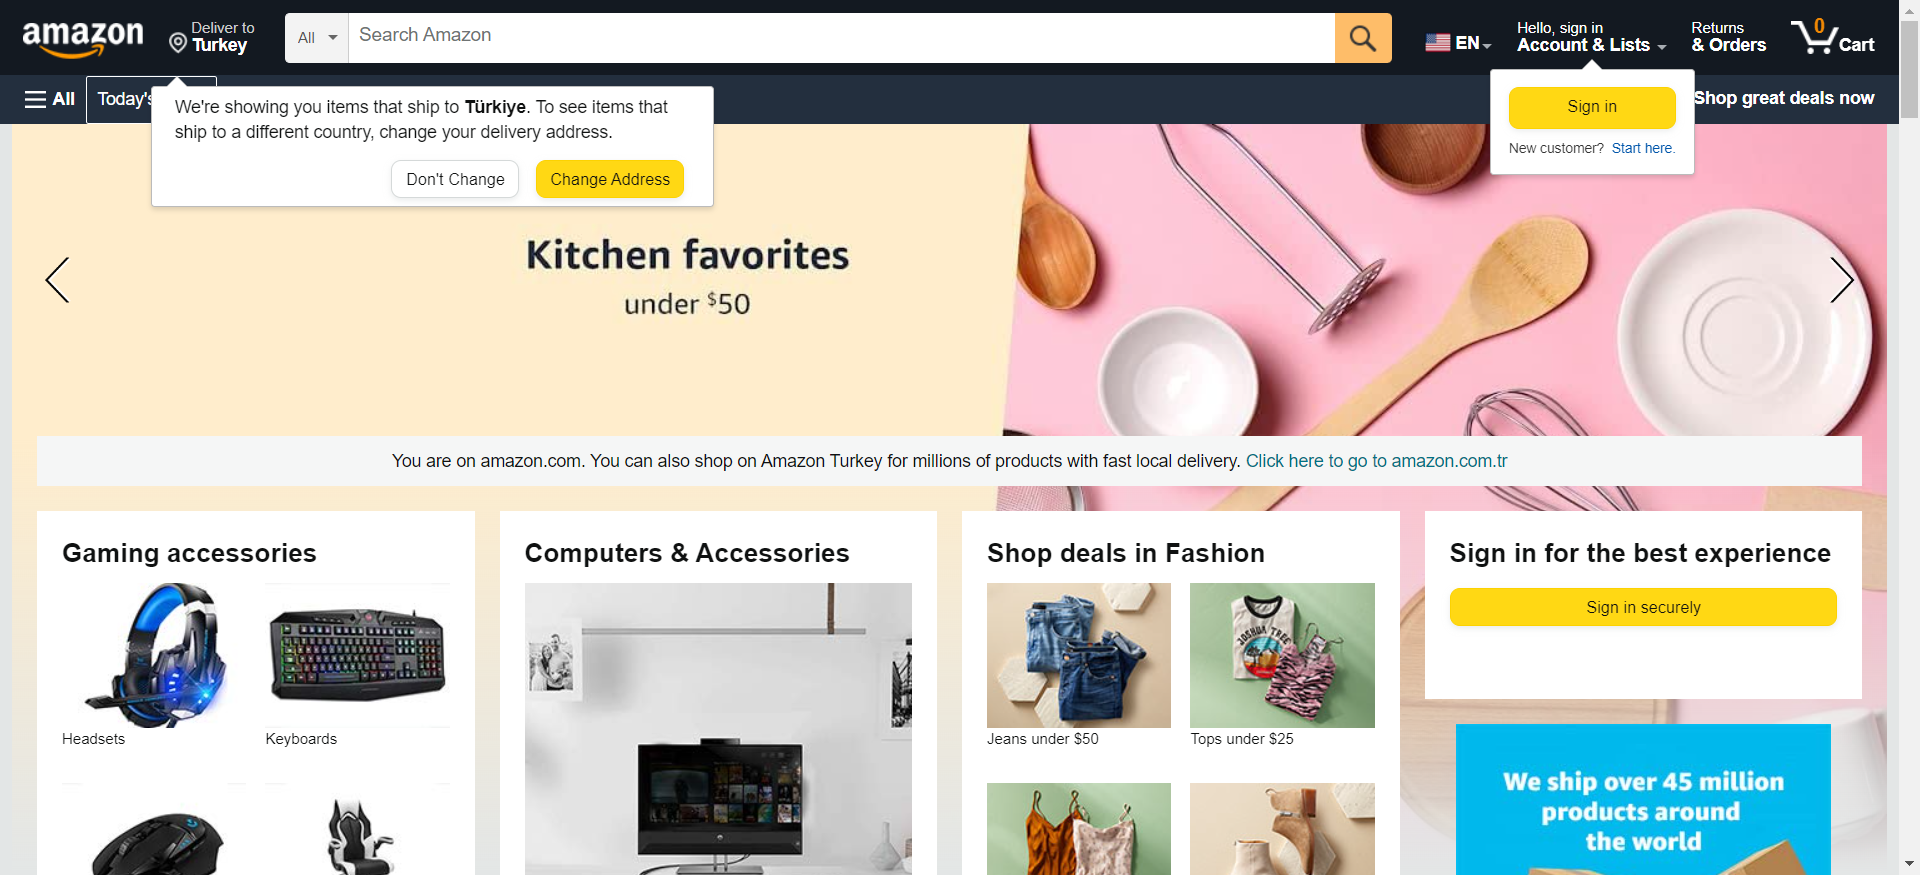 amazon
Deliver to
Turkey
All
Search Amazon
EN
Hello, sign in
Account & Lists
Returns
& Orders
0
Cart
All
Today's
Shop great deals now
We're showing you items that ship to Türkiye. To see items that
ship to a different country, change your delivery address.
Don't Change
Change Address
Sign in
New customer? Start here.
Kitchen favorites
under $50
You are on amazon.com. You can also shop on Amazon Turkey for millions of products with fast local delivery. Click here to go to amazon.com.tr
Gaming accessories
Headsets
Keyboards
Computers & Accessories
Shop deals in Fashion
JOSHUA TREE
Jeans under $50
Tops under $25
Sign in for the best experience
Sign in securely
We ship over 45 million
products around
the world